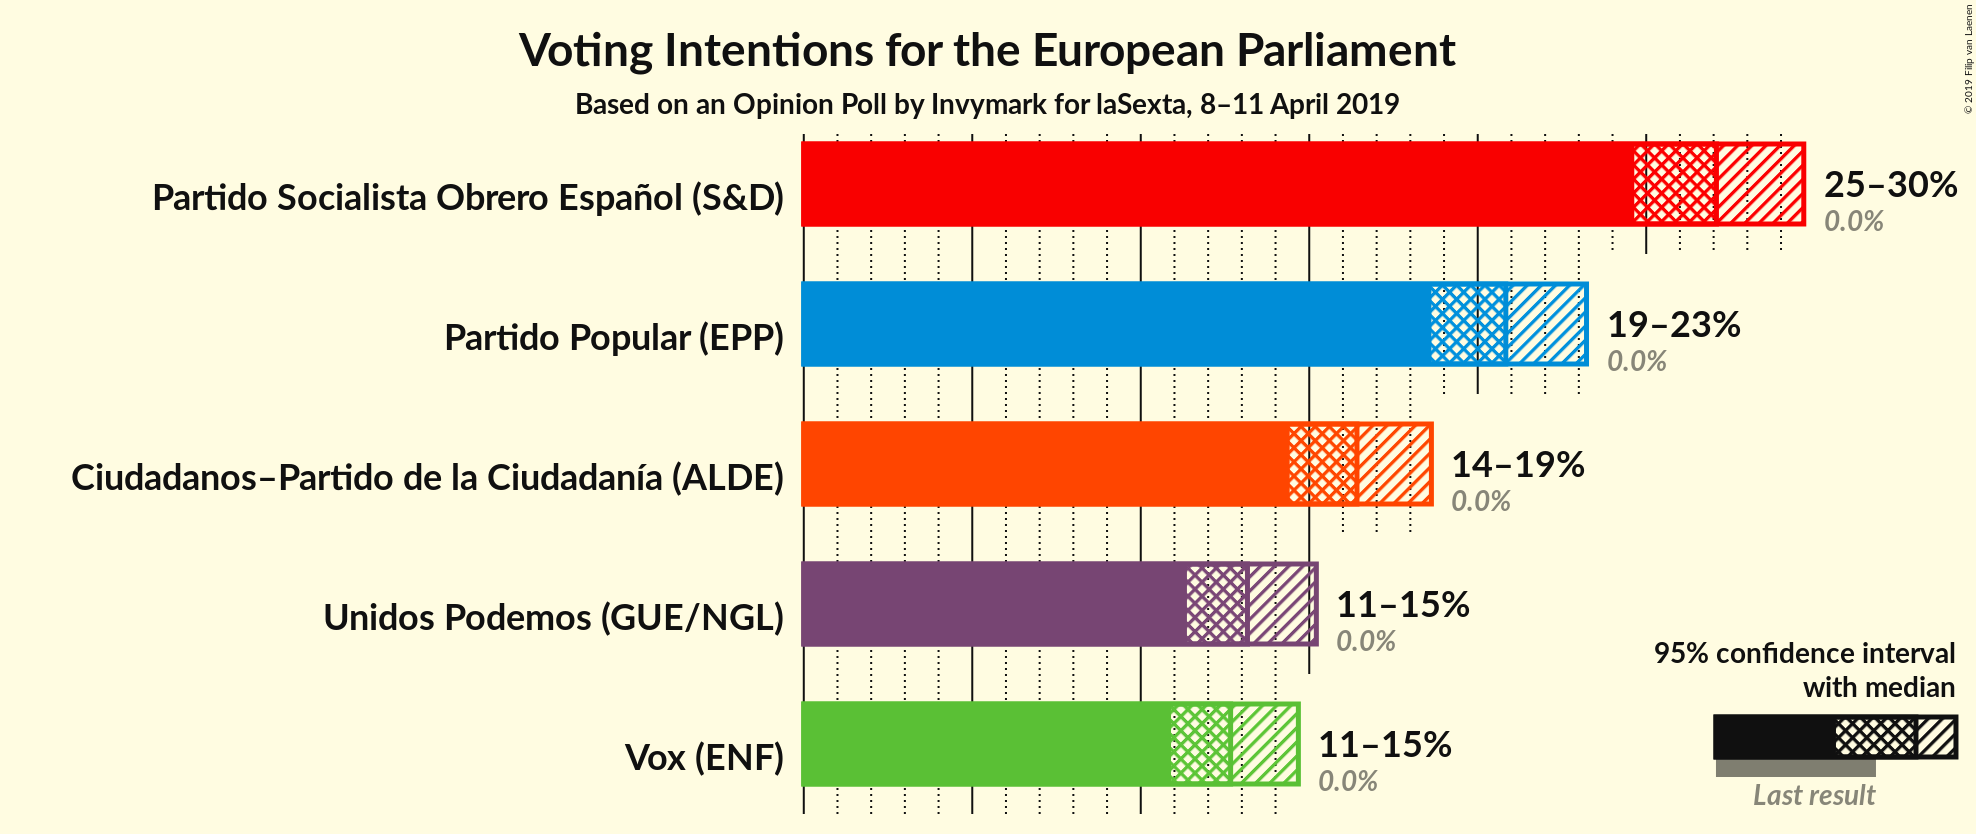 Voting Intentions for the European Parliament
Based on an Opinion Poll by Invymark for laSexta, 8–11 April 2019
© 2019 Filip van Laenen
Partido Socialista Obrero Español (S&D)
25–30%
0.0%
Partido Popular (EPP)
19–23%
0.0%
Ciudadanos–Partido de la Ciudadanía (ALDE)
14–19%
0.0%
Unidos Podemos (GUE/NGL)
11–15%
0.0%
Vox (ENF)
11–15%
0.0%
95% confidence interval
with median
Last result